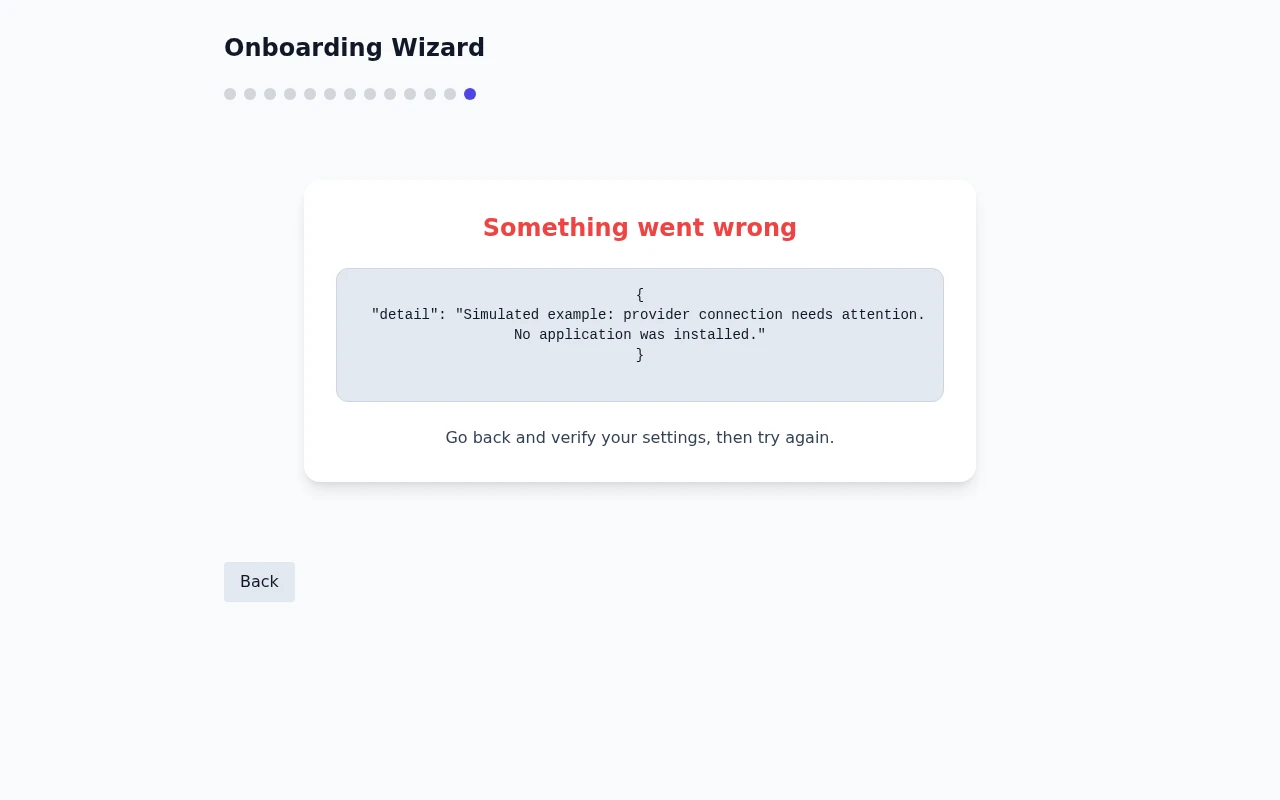 Onboarding Wizard
Something went wrong
{
"detail": "Simulated example: provider connection needs attention.
No application was installed."
}
Go back and verify your settings, then try again.
Back